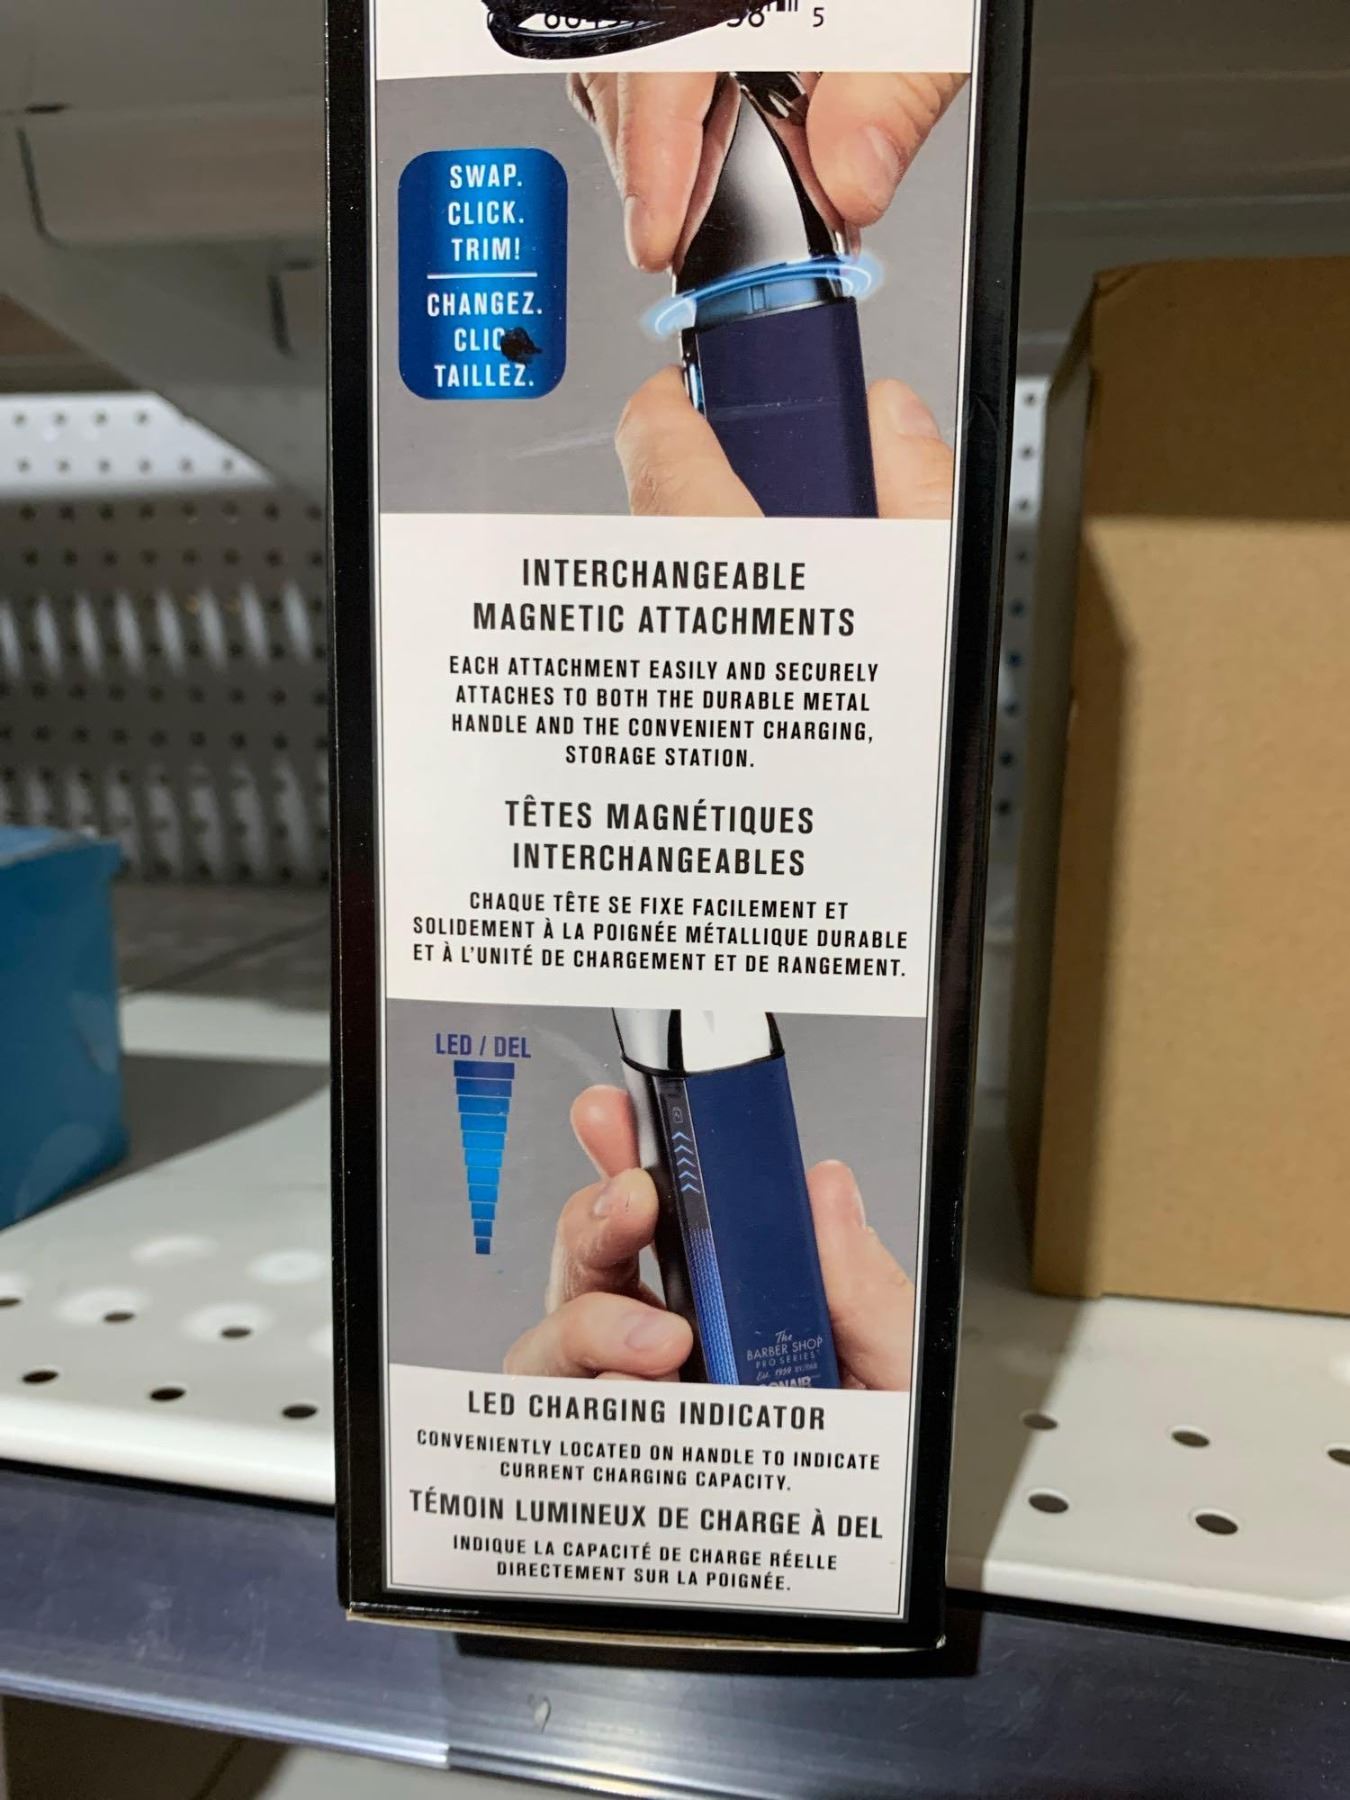 5
SWAP.
CLICK.
TRIM!
CHANGEZ.
TAILLEZ.
INTERCHANGEABLE
MAGNETIC ATTACHMENTS
EACH ATTACHMENT EASILY AND SECURELY
ATTACHES TO BOTH THE DURABLE METAL
HANDLE AND THE CONVENIENT CHARGING,
STORAGE STATION.
TÊTES MAGNÉTIQUES
INTERCHANGEABLES
CHAQUE TÊTE SE FIXE FACILEMENT ET
SOLIDEMENT À LA POIGNÉE MÉTALLIQUE DURABLE
ET À L'UNITÉ DE CHARGEMENT ET DE RANGEMENT.
LED / DEL
The
BARBER SHOP
PRO SERIES
Est. 1959
LED CHARGING INDICATOR
CONVENIENTLY LOCATED ON HANDLE TO INDICATE
CURRENT CHARGING CAPACITY.
TÉMOIN LUMINEUX DE CHARGE À DEL
INDIQUE LA CAPACITÉ DE CHARGE RÉELLE
DIRECTEMENT SUR LA POIGNÉE.